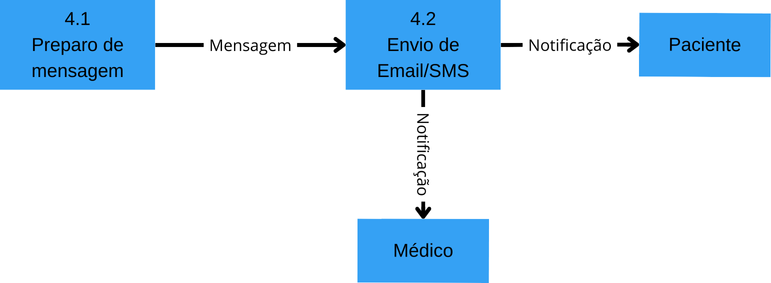 4.1
Preparo de
mensagem
Mensagem
4.2
Envio de
Email/SMS
Notificação
Paciente
Notificação
Médico